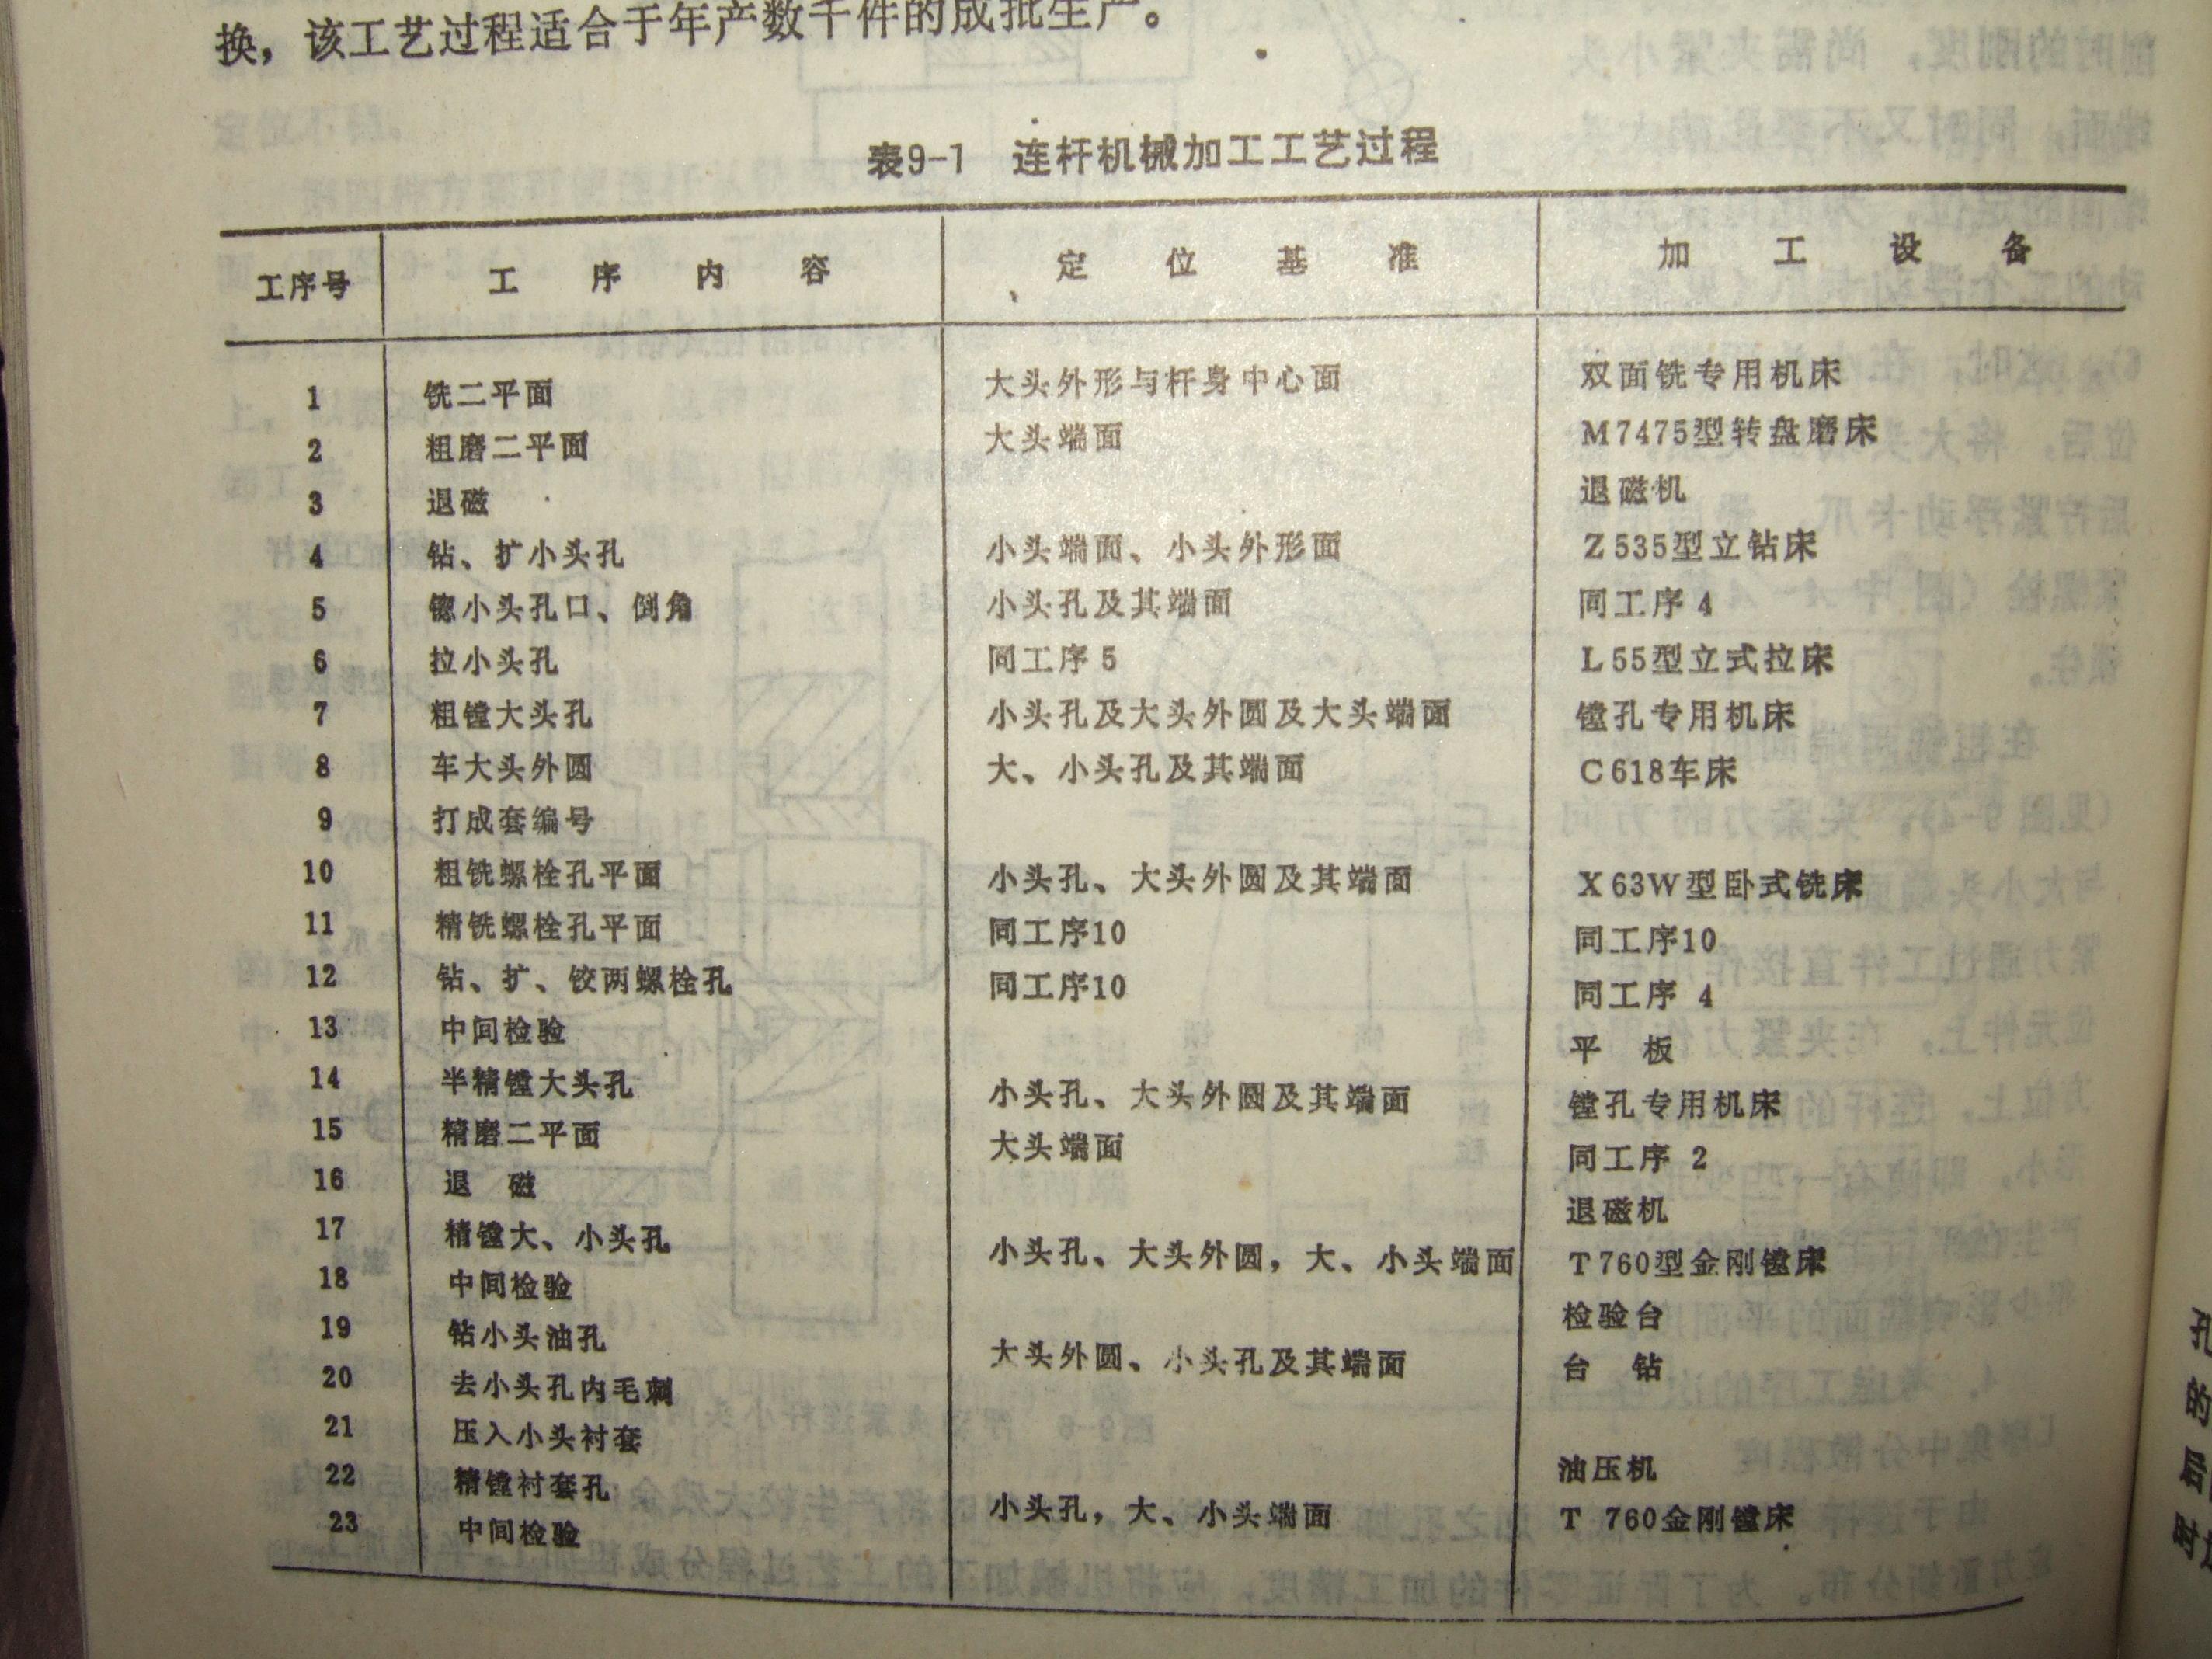 换，该工艺过程适合于年产数千件的成批生产。
表9-1 连杆机械加工工艺过程
工序号 工序内容 定位基准 加工设备
1 铣二平面 大头外形与杆身中心面 双面铣专用机床
2 粗磨二平面 大头端面 M7475型转盘磨床
3 退磁 退磁机
4 钻、扩小头孔 小头端面、小头外形面 Z535型立钻床
5 锪小头孔口、倒角 小头孔及其端面 同工序4
6 拉小头孔 同工序5 L55型立式拉床
7 粗镗大头孔 小头孔及大头外圆及大头端面 镗孔专用机床
8 车大头外圆 大、小头孔及其端面 C618车床
9 打成套编号
10 粗铣螺栓孔平面 小头孔、大头外圆及其端面 X63W型卧式铣床
11 精铣螺栓孔平面 同工序10 同工序10
12 钻、扩、铰两螺栓孔 同工序10 同工序4
13 中间检验 平板
14 半精镗大头孔 小头孔、大头外圆及其端面 镗孔专用机床
15 精磨二平面 大头端面 同工序2
16 退磁 退磁机
17 精镗大、小头孔 小头孔、大头外圆，大、小头端面 T760型金刚镗床
18 中间检验 检验台
19 钻小头油孔 大头外圆、小头孔及其端面 台钻
20 去小头孔内毛刺
21 压入小头衬套 油压机
22 精镗衬套孔 小头孔，大、小头端面 T 760金刚镗床
23 中间检验
孔
的
后
时